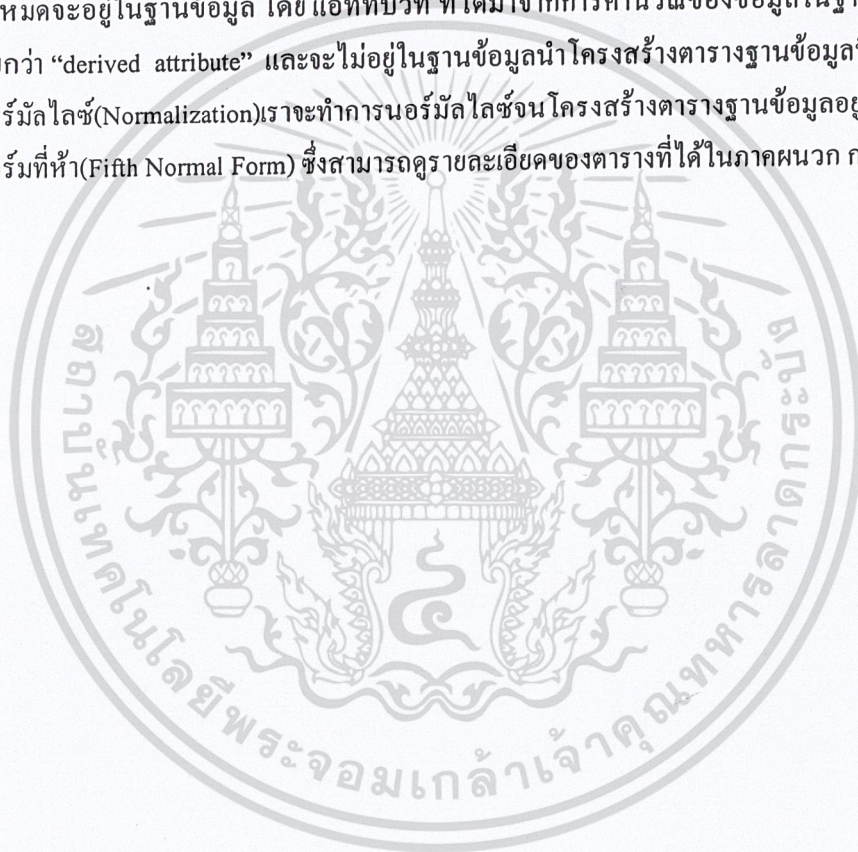 หมดจะอยู่ในฐานข้อมูล โดย แอททิบิวท์ ที่ได้มาจากการคำนวณของข้อมูลในฐา
กว่า “derived attribute” และจะไม่อยู่ในฐานข้อมูลนำโครงสร้างตารางฐานข้อมูล
ร์มัลไลซ์(Normalization)เราจะทำการนอร์มัลไลซ์จนโครงสร้างตารางฐานข้อมูลอยู
ร์มที่ห้า(Fifth Normal Form) ซึ่งสามารถดูรายละเอียดของตารางที่ได้ในภาคผนวก ก
สถาบันเทคโนโลยีพระจอมเกล้าเจ้าคุณทหารลาดกระบัง